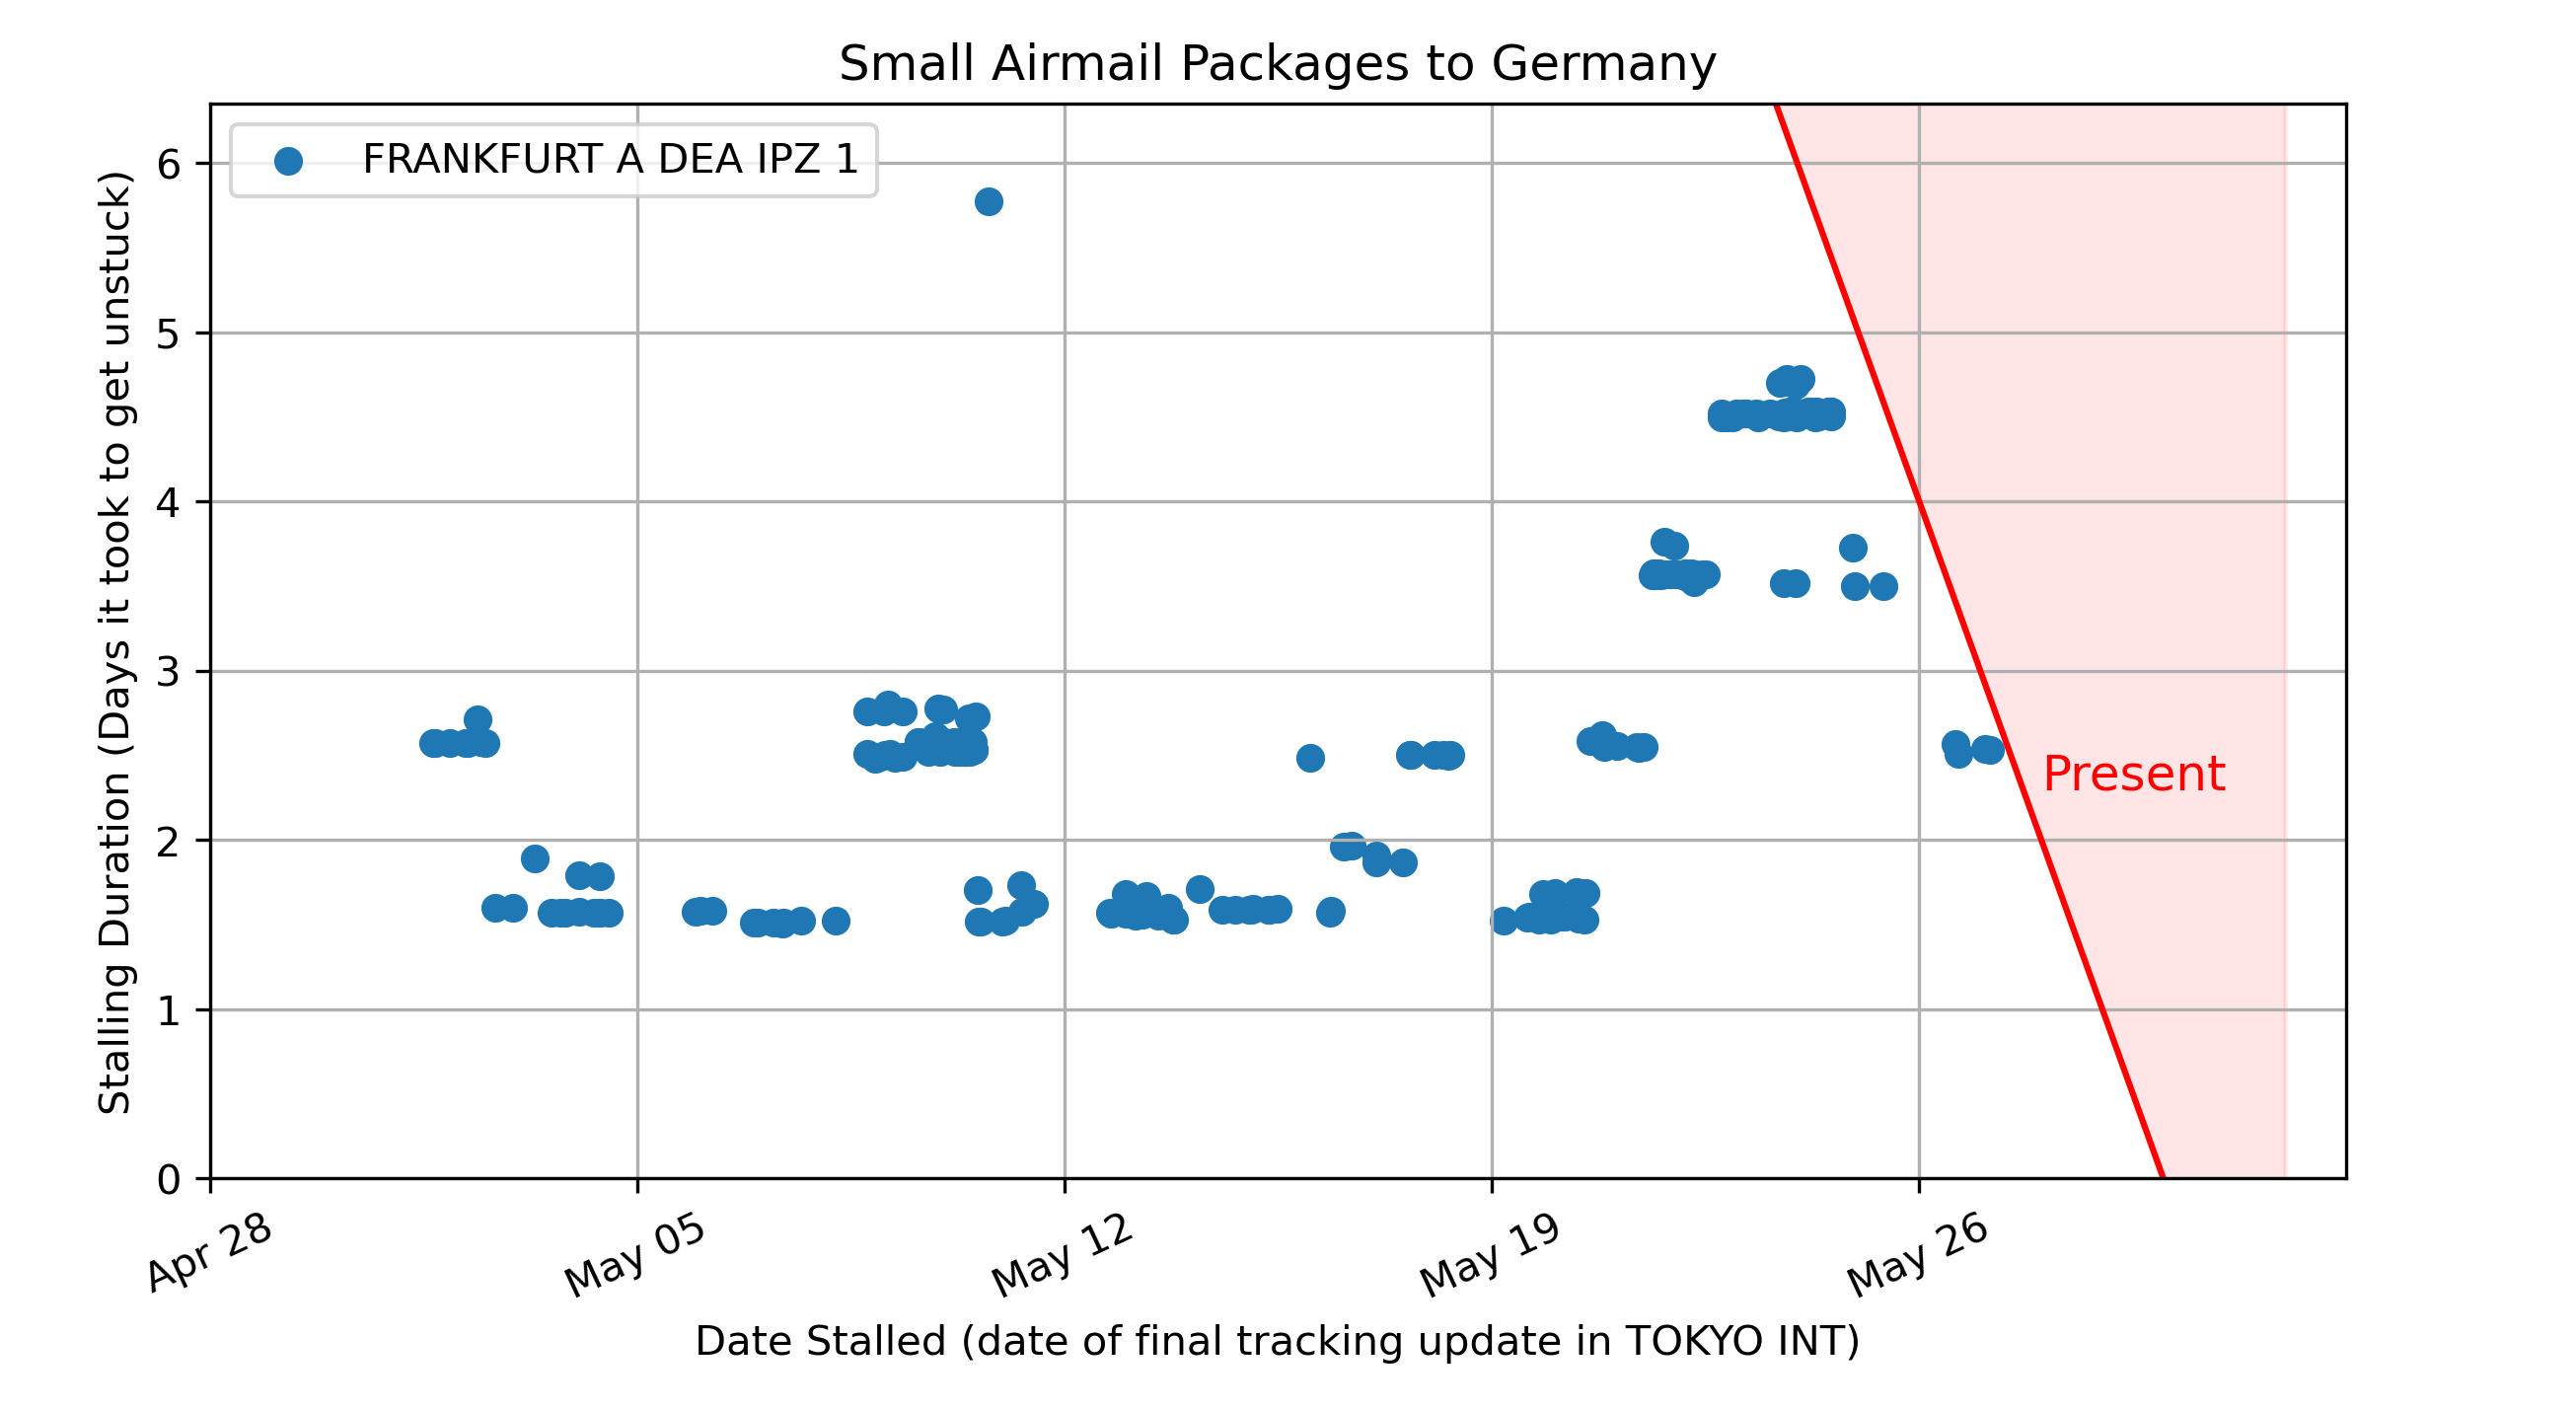 Small Airmail Packages to Germany
FRANKFURT A DEA IPZ 1
Stalling Duration (Days it took to get unstuck)
6
5
4
3
2
1
0
Present
Apr 28
May 05
May 12
May 19
May 26
Date Stalled (date of final tracking update in TOKYO INT)